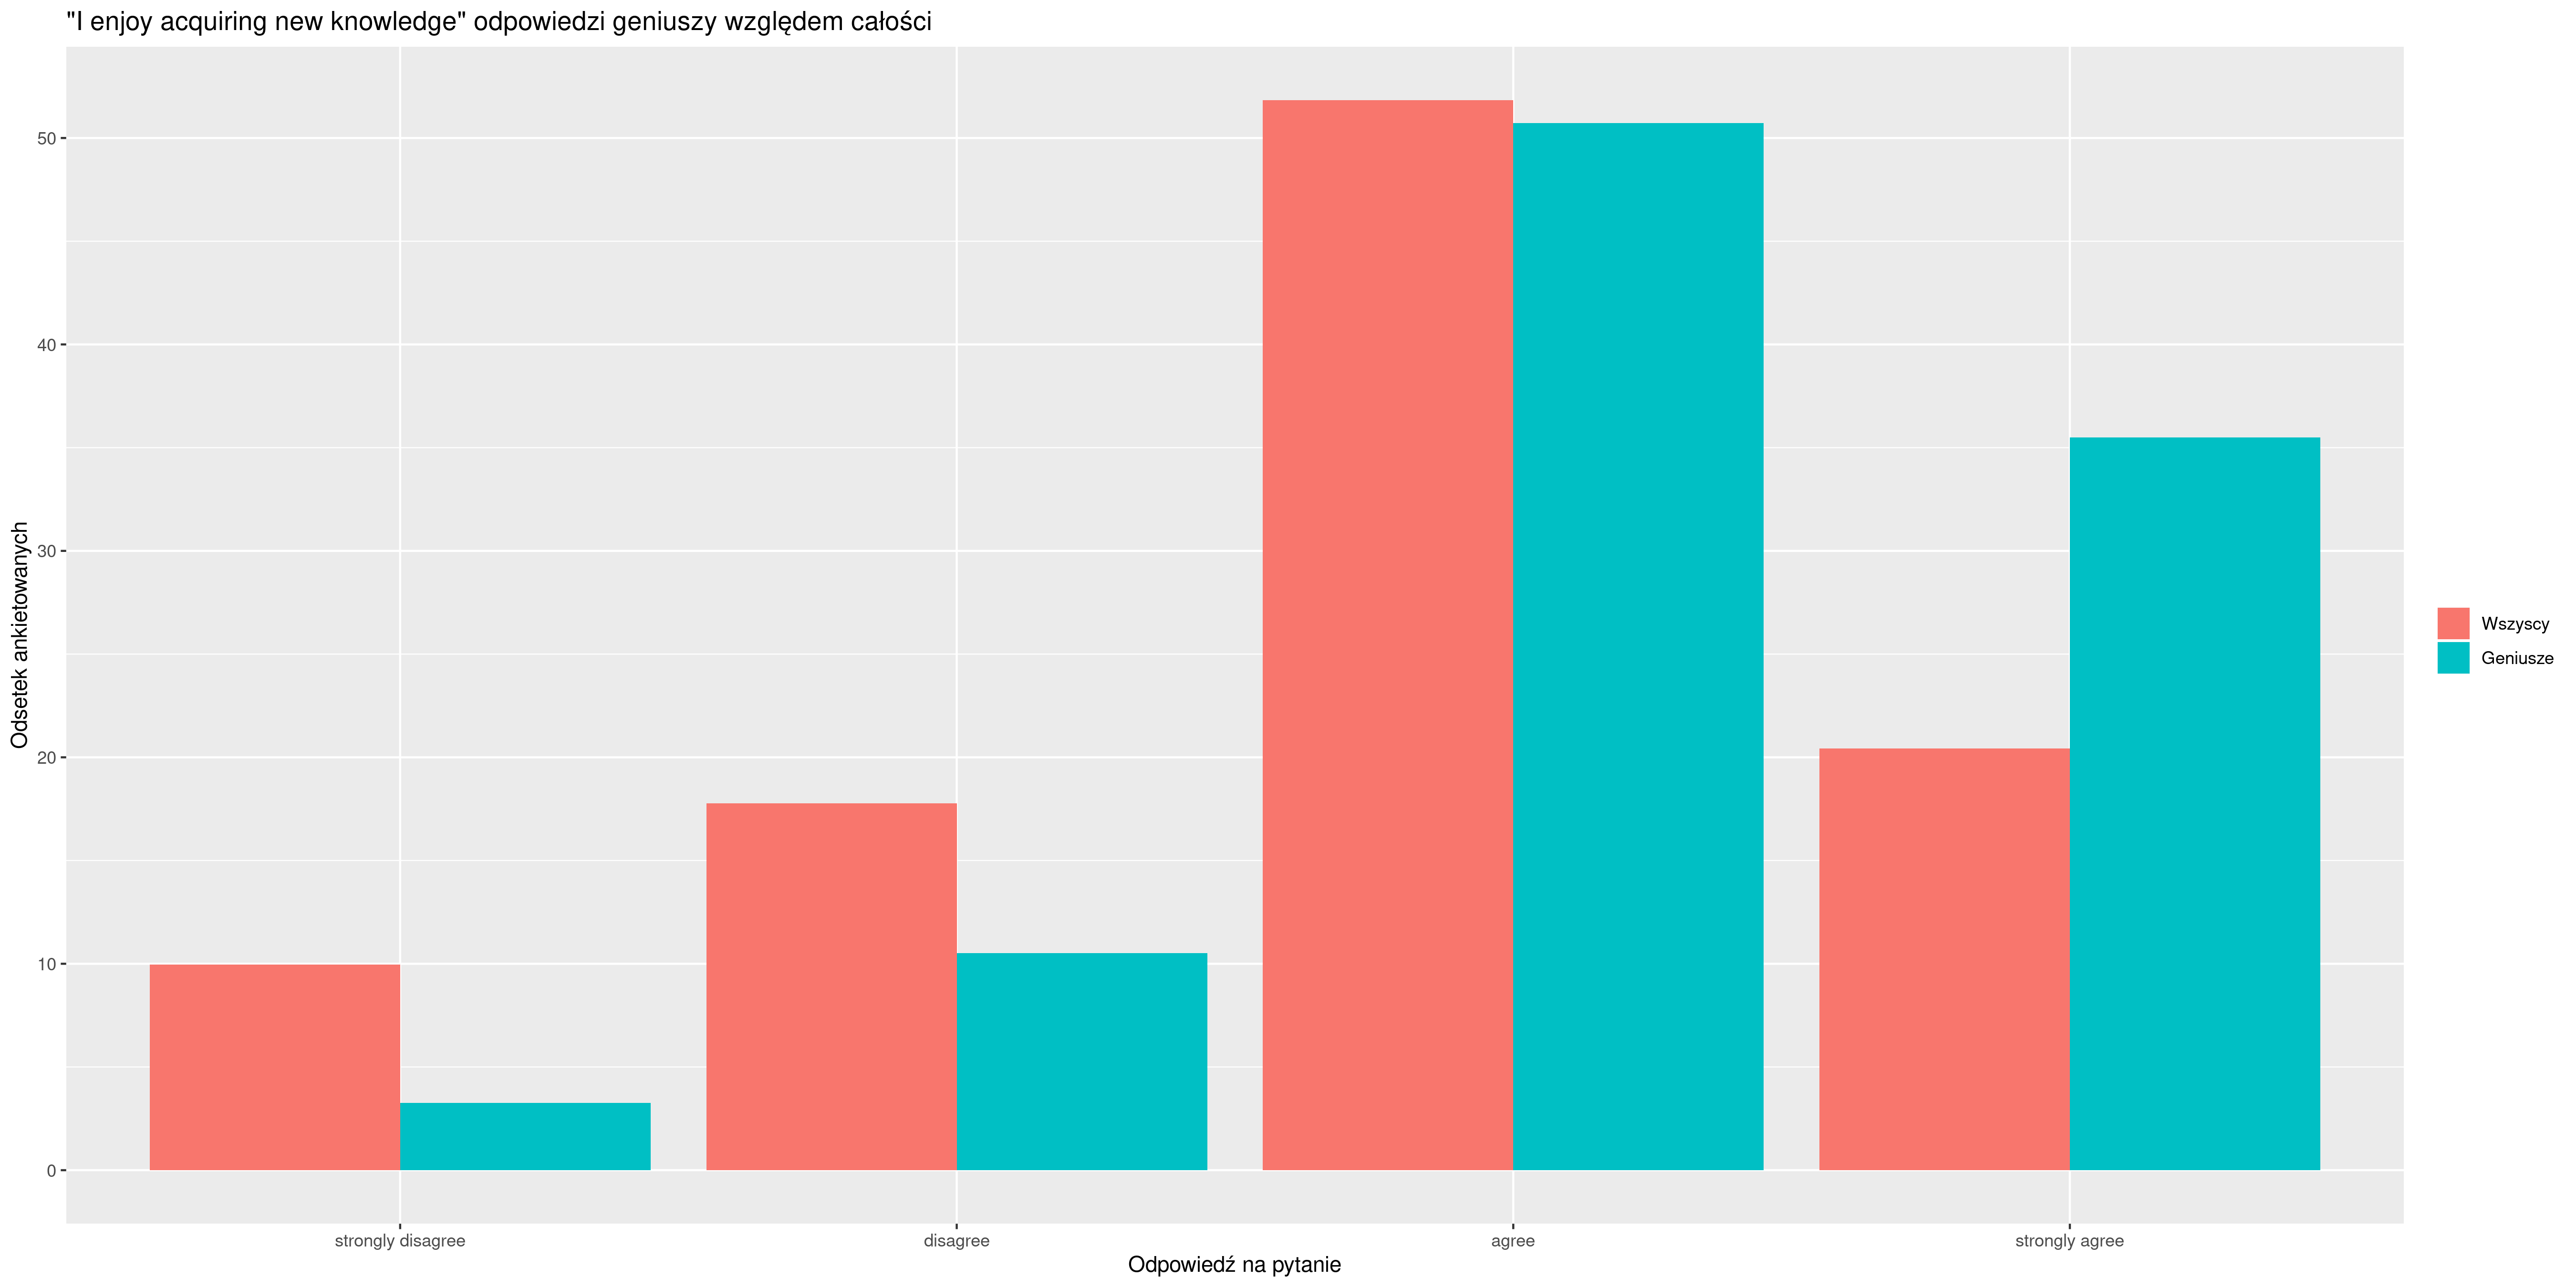 "I enjoy acquiring new knowledge" odpowiedzi geniuszy względem całości
Odsetek ankietowanych
50
40
30
20
10
0
strongly disagree
disagree
agree
strongly agree
Odpowiedź na pytanie
Wszyscy
Geniusze